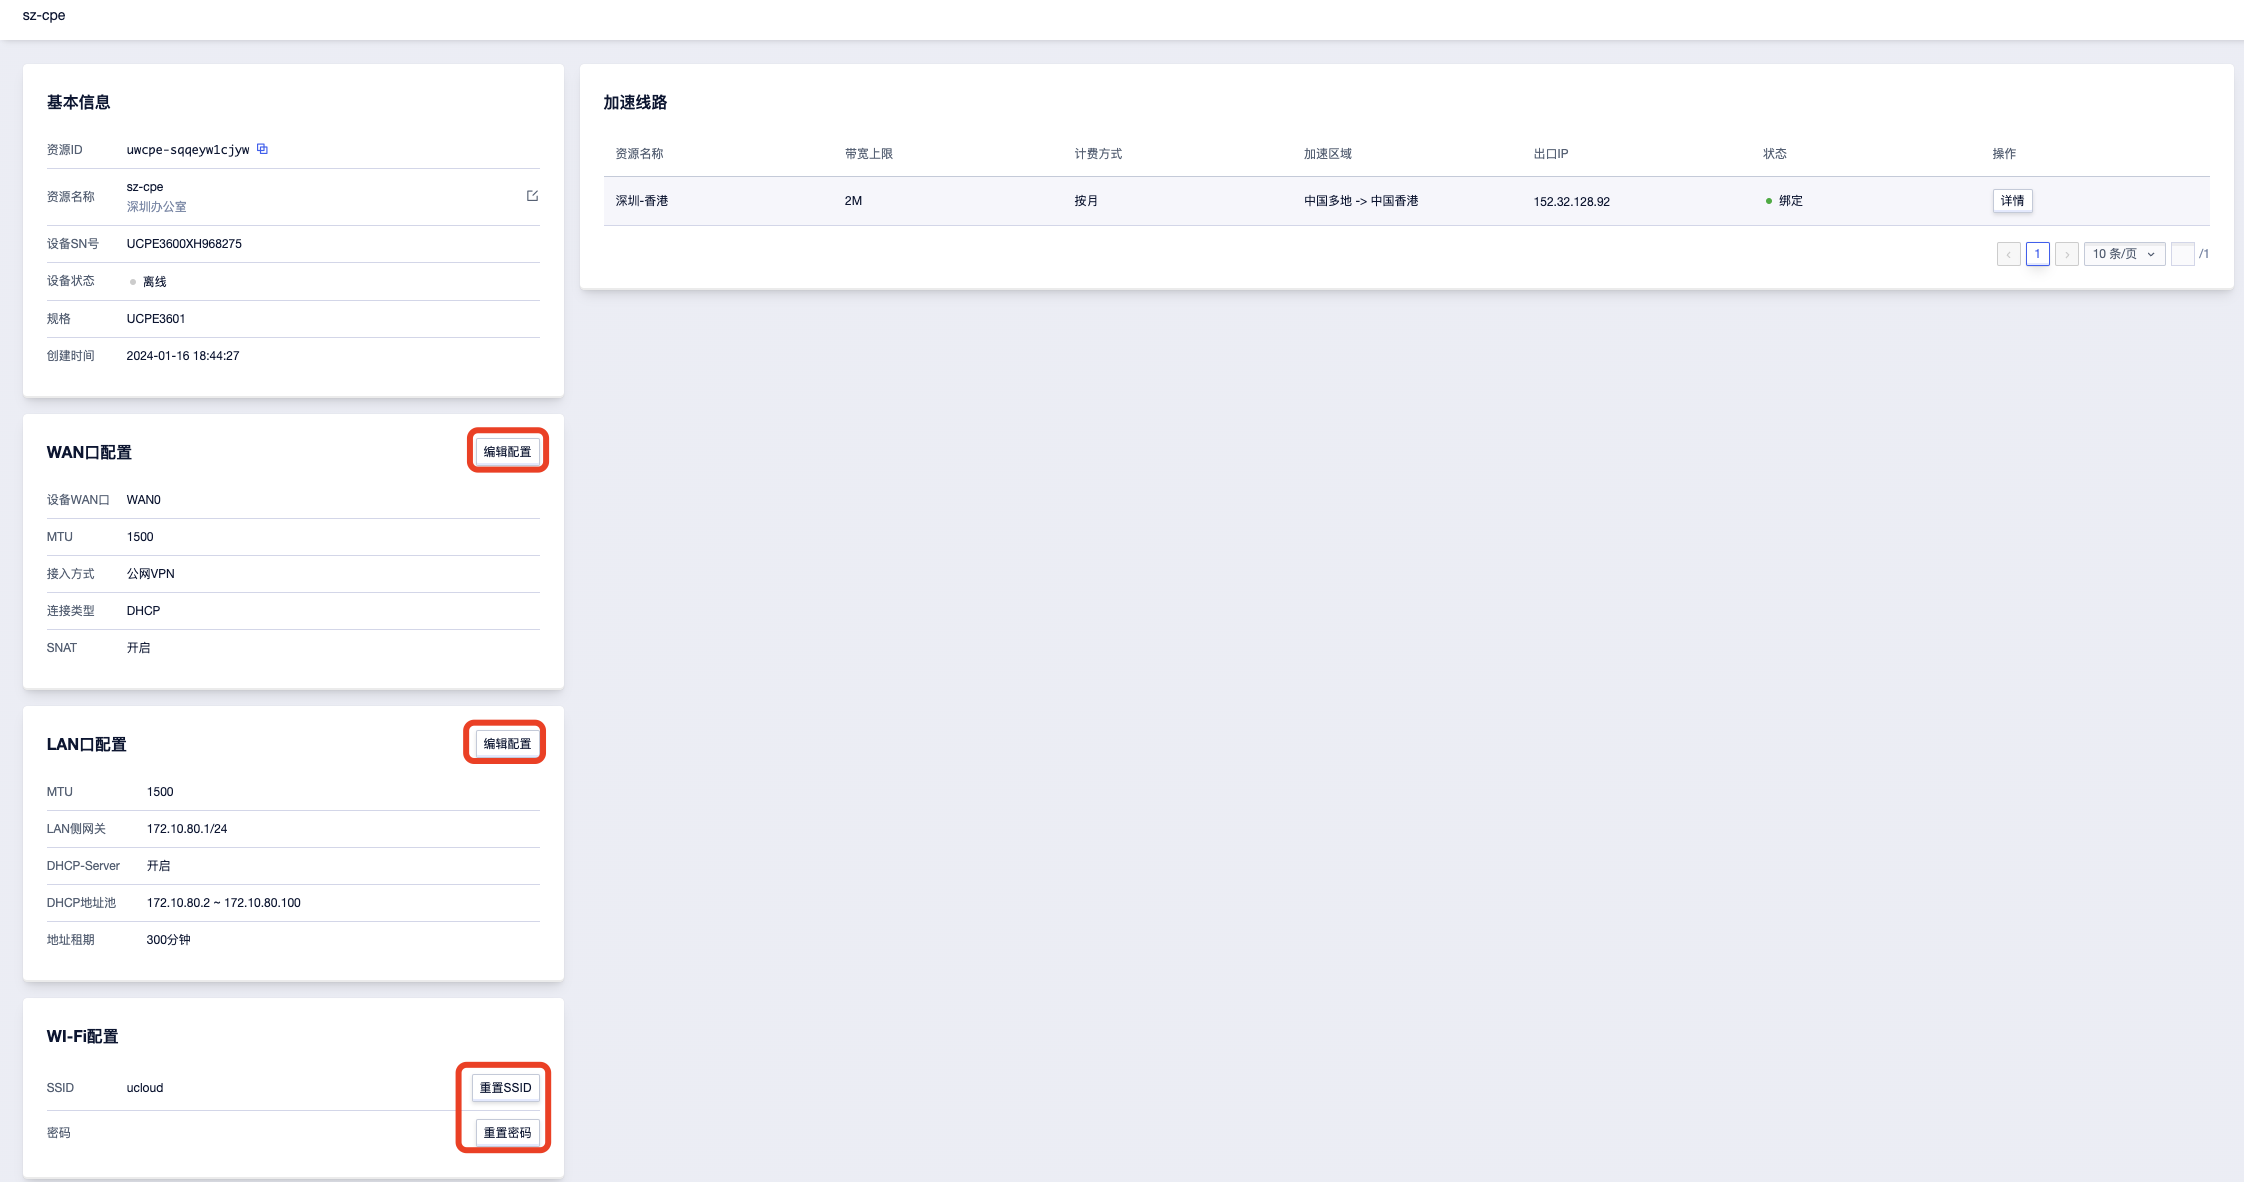 sz-cpe
基本信息
资源ID uwcpe-sqqeyw1cjyw
资源名称 sz-cpe
深圳办公室
设备SN号 UCPE3600XH968275
设备状态 离线
规格 UCPE3601
创建时间 2024-01-16 18:44:27
WAN口配置 编辑配置
设备WAN口 WAN0
MTU 1500
接入方式 公网VPN
连接类型 DHCP
SNAT 开启
LAN口配置 编辑配置
MTU 1500
LAN侧网关 172.10.80.1/24
DHCP-Server 开启
DHCP地址池 172.10.80.2 ~ 172.10.80.100
地址租期 300分钟
WI-Fi配置
SSID ucloud 重置SSID
密码 重置密码
加速线路
资源名称 带宽上限 计费方式 加速区域 出口IP 状态 操作
深圳-香港 2M 按月 中国多地 -> 中国香港 152.32.128.92 绑定 详情
1 10 条/页 /1